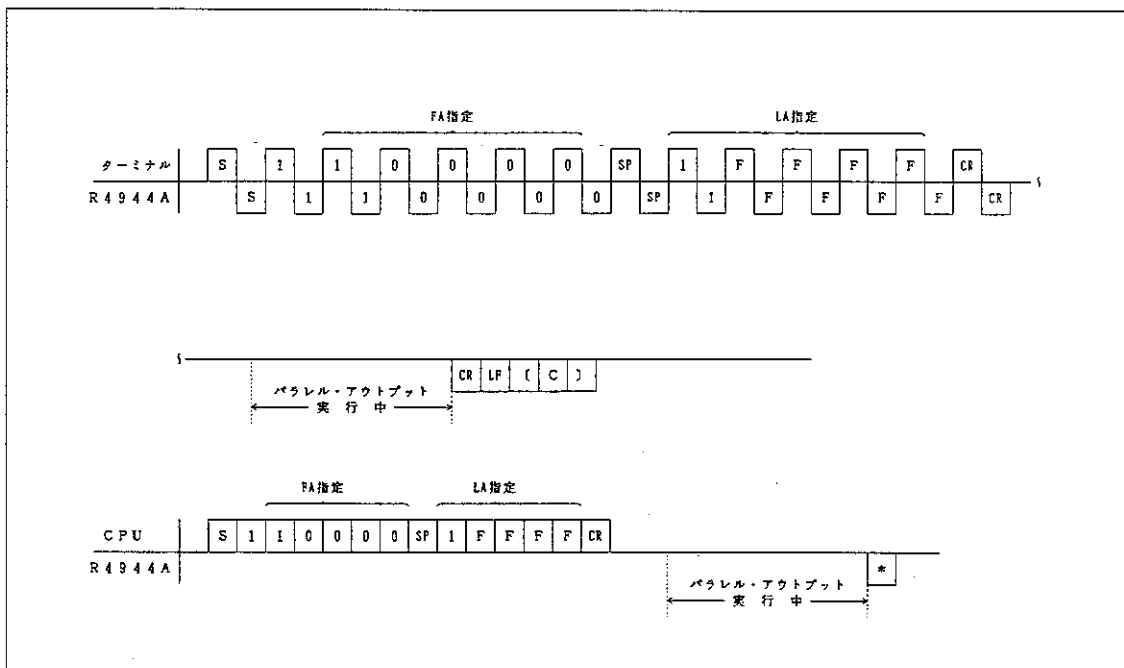 FA指定 LA指定
ターミナル S 1 1 0 0 0 0 SP 1 F F F F CR
R4944A S 1 1 0 0 0 0 SP 1 F F F F CR
CR LF [ C ]
パラレル・アウトプット
実行中
FA指定 LA指定
CPU S 1 1 0 0 0 0 SP 1 F F F F CR
R4944A *
パラレル・アウトプット
実行中